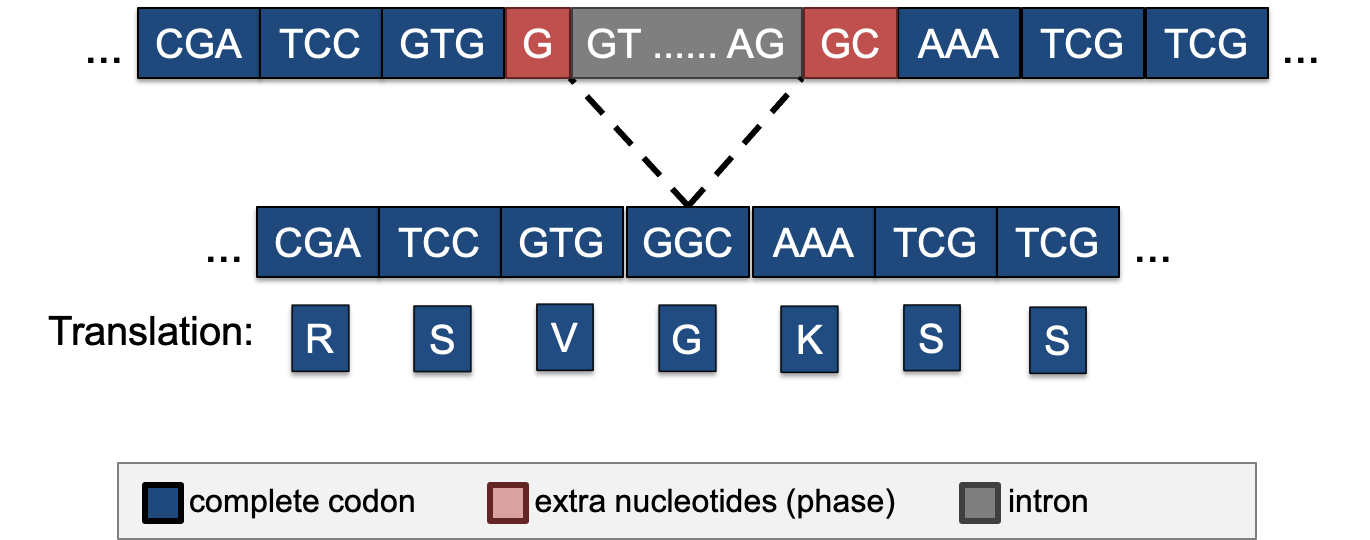 ... CGA TCC GTG G GT ...... AG GC AAA TCG TCG ...
... CGA TCC GTG GGC AAA TCG TCG ...
Translation: R S V G K S S
complete codon extra nucleotides (phase) intron